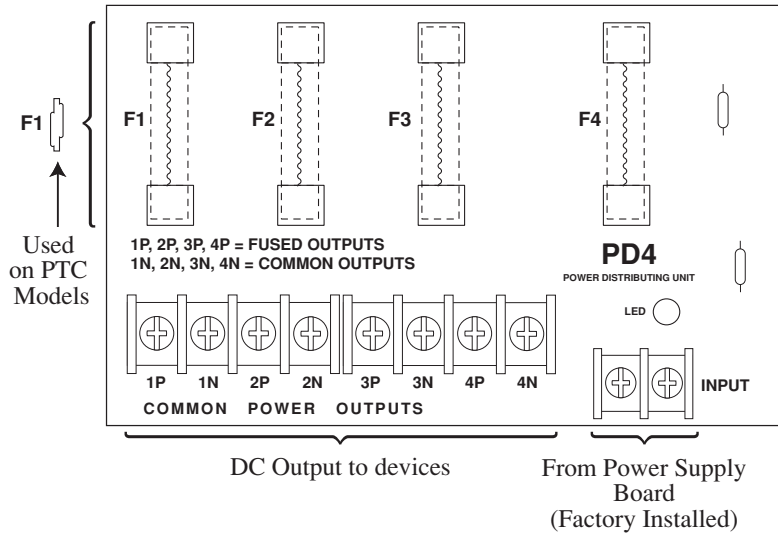 F1
F1
F2
F3
F4
Used
on PTC
Models
1P, 2P, 3P, 4P = FUSED OUTPUTS
1N, 2N, 3N, 4N = COMMON OUTPUTS
PD4
POWER DISTRIBUTING UNIT
LED
1P 1N 2P 2N 3P 3N 4P 4N
COMMON POWER OUTPUTS
INPUT
DC Output to devices
From Power Supply
Board
(Factory Installed)